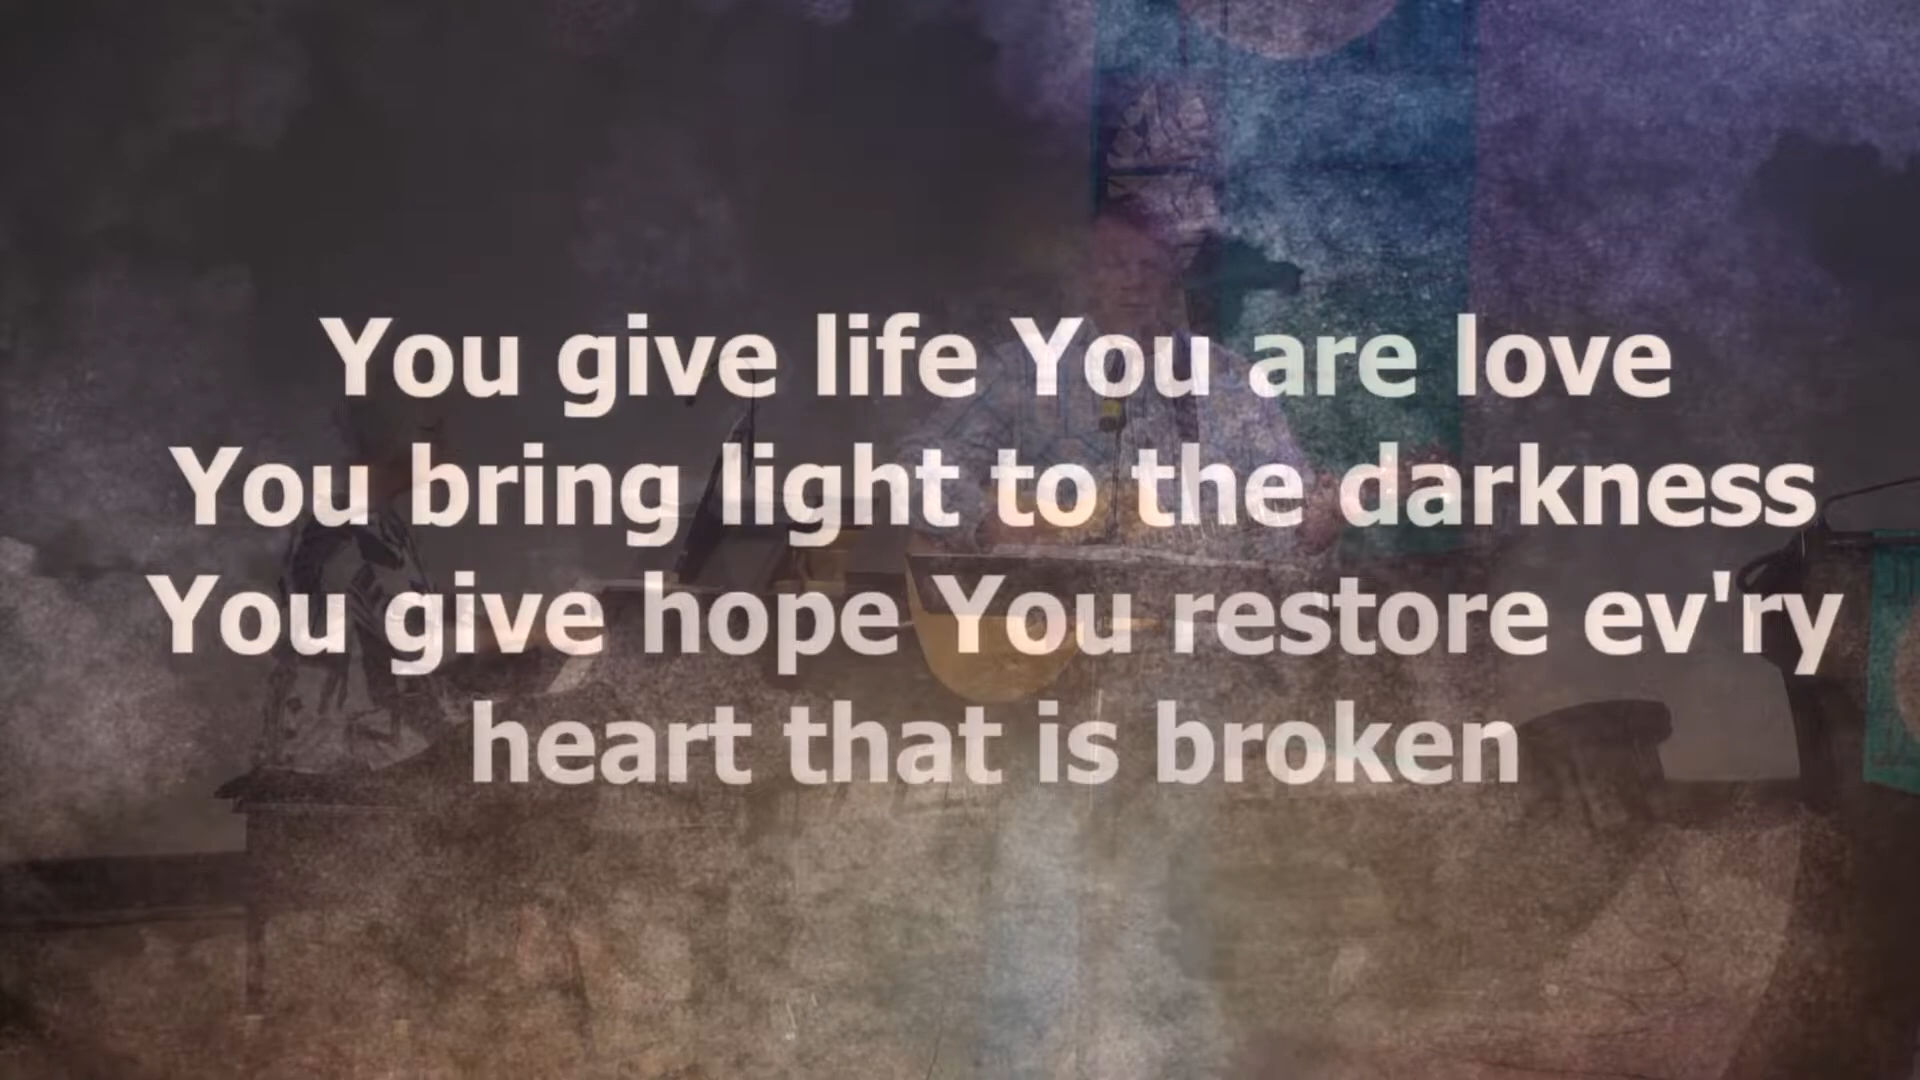 You give life You are love
You bring light to the darkness
You give hope You restore ev'ry
heart that is broken